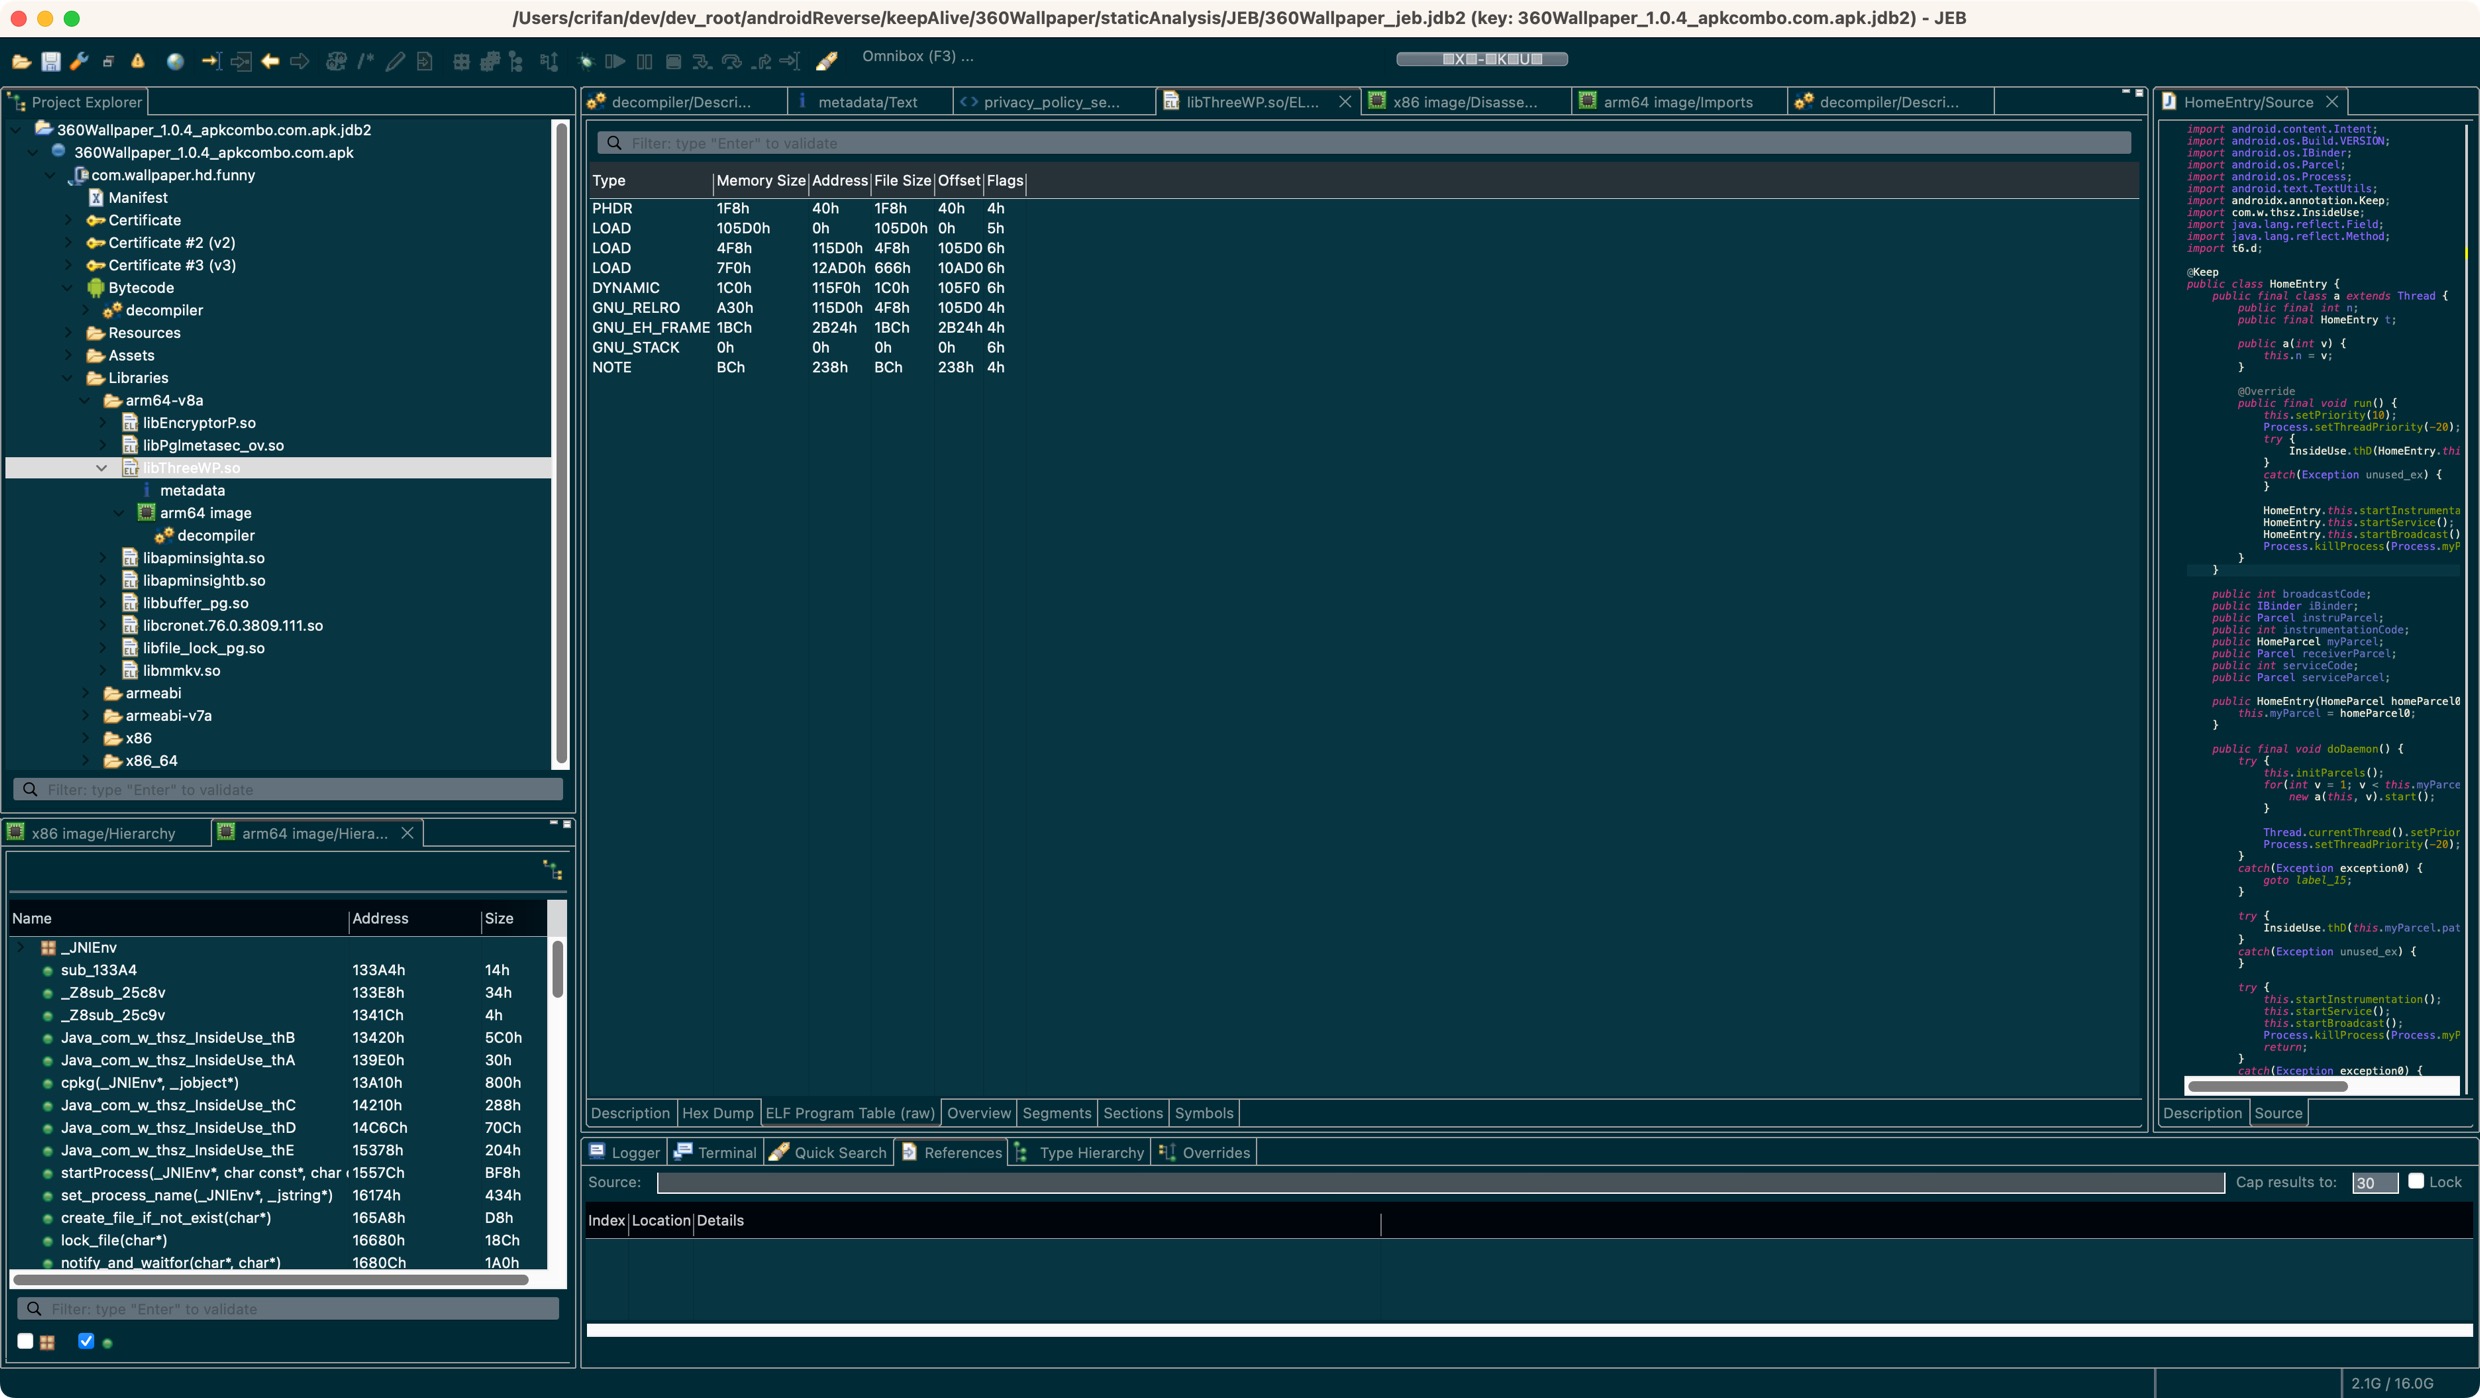 /Users/crifan/dev/dev_root/androidReverse/keepAlive/360Wallpaper/staticAnalysis/JEB/360Wallpaper_jeb.jdb2 (key: 360Wallpaper_1.0.4_apkcombo.com.apk.jdb2) - JEB
Omnibox (F3) ...
Project Explorer
360Wallpaper_1.0.4_apkcombo.com.apk.jdb2
360Wallpaper_1.0.4_apkcombo.com.apk
com.wallpaper.hd.funny
Manifest
Certificate
Certificate #2 (v2)
Certificate #3 (v3)
Bytecode
decompiler
Resources
Assets
Libraries
arm64-v8a
libEncryptorP.so
libPglmetasec_ov.so
libThreeWP.so
metadata
arm64 image
decompiler
libapminsighta.so
libapminsightb.so
libbuffer_pg.so
libcronet.76.0.3809.111.so
libfile_lock_pg.so
libmmkv.so
armeabi
armeabi-v7a
x86
x86_64
Filter: type "Enter" to validate
x86 image/Hierarchy
arm64 image/Hiera...
Name Address Size
_JNIEnv
sub_133A4 133A4h 14h
_Z8sub_25c8v 133E8h 34h
_Z8sub_25c9v 1341Ch 4h
Java_com_w_thsz_InsideUse_thB 13420h 5C0h
Java_com_w_thsz_InsideUse_thA 139E0h 30h
cpkg(_JNIEnv*, _jobject*) 13A10h 800h
Java_com_w_thsz_InsideUse_thC 14210h 288h
Java_com_w_thsz_InsideUse_thD 14C6Ch 70Ch
Java_com_w_thsz_InsideUse_thE 15378h 204h
startProcess(_JNIEnv*, char const*, char 1557Ch BF8h
set_process_name(_JNIEnv*, _jstring*) 16174h 434h
create_file_if_not_exist(char*) 165A8h D8h
lock_file(char*) 16680h 18Ch
notify_and_waitfor(char*, char*) 1680Ch 1A0h
Filter: type "Enter" to validate
decompiler/Descri...
metadata/Text
privacy_policy_se...
libThreeWP.so/EL...
x86 image/Disasse...
arm64 image/Imports
decompiler/Descri...
Filter: type "Enter" to validate
Type Memory Size Address File Size Offset Flags
PHDR 1F8h 40h 1F8h 40h 4h
LOAD 105D0h 0h 105D0h 0h 5h
LOAD 4F8h 115D0h 4F8h 105D0 6h
LOAD 7F0h 12AD0h 666h 10AD0 6h
DYNAMIC 1C0h 115F0h 1C0h 105F0 6h
GNU_RELRO A30h 115D0h 4F8h 105D0 4h
GNU_EH_FRAME 1BCh 2B24h 1BCh 2B24h 4h
GNU_STACK 0h 0h 0h 0h 6h
NOTE BCh 238h BCh 238h 4h
Description Hex Dump ELF Program Table (raw) Overview Segments Sections Symbols
Logger Terminal Quick Search References Type Hierarchy Overrides
Source: Cap results to: 30 Lock
Index Location Details
HomeEntry/Source
import android.content.Intent;
import android.os.Build.VERSION;
import android.os.IBinder;
import android.os.Parcel;
import android.os.Process;
import android.text.TextUtils;
import androidx.annotation.Keep;
import com.w.thsz.InsideUse;
import java.lang.reflect.Field;
import java.lang.reflect.Method;
import t6.d;
@Keep
public class HomeEntry {
public final class a extends Thread {
public final int n;
public final HomeEntry t;
public a(int v) {
this.n = v;
}
@Override
public final void run() {
this.setPriority(10);
Process.setThreadPriority(-20);
try {
InsideUse.thD(HomeEntry.thi
}
catch(Exception unused_ex) {
}
HomeEntry.this.startInstrumenta
HomeEntry.this.startService();
HomeEntry.this.startBroadcast()
Process.killProcess(Process.myP
}
}
public int broadcastCode;
public IBinder iBinder;
public Parcel instruParcel;
public int instrumentationCode;
public HomeParcel myParcel;
public Parcel receiverParcel;
public int serviceCode;
public Parcel serviceParcel;
public HomeEntry(HomeParcel homeParcel0
this.myParcel = homeParcel0;
}
public final void doDaemon() {
try {
this.initParcels();
for(int v = 1; v < this.myParce
new a(this, v).start();
}
Thread.currentThread().setPrior
Process.setThreadPriority(-20);
}
catch(Exception exception0) {
goto label_15;
}
try {
InsideUse.thD(this.myParcel.pat
}
catch(Exception unused_ex) {
}
try {
this.startInstrumentation();
this.startService();
this.startBroadcast();
Process.killProcess(Process.myP
return;
}
catch(Exception exception0) {
Description Source
2.1G / 16.0G